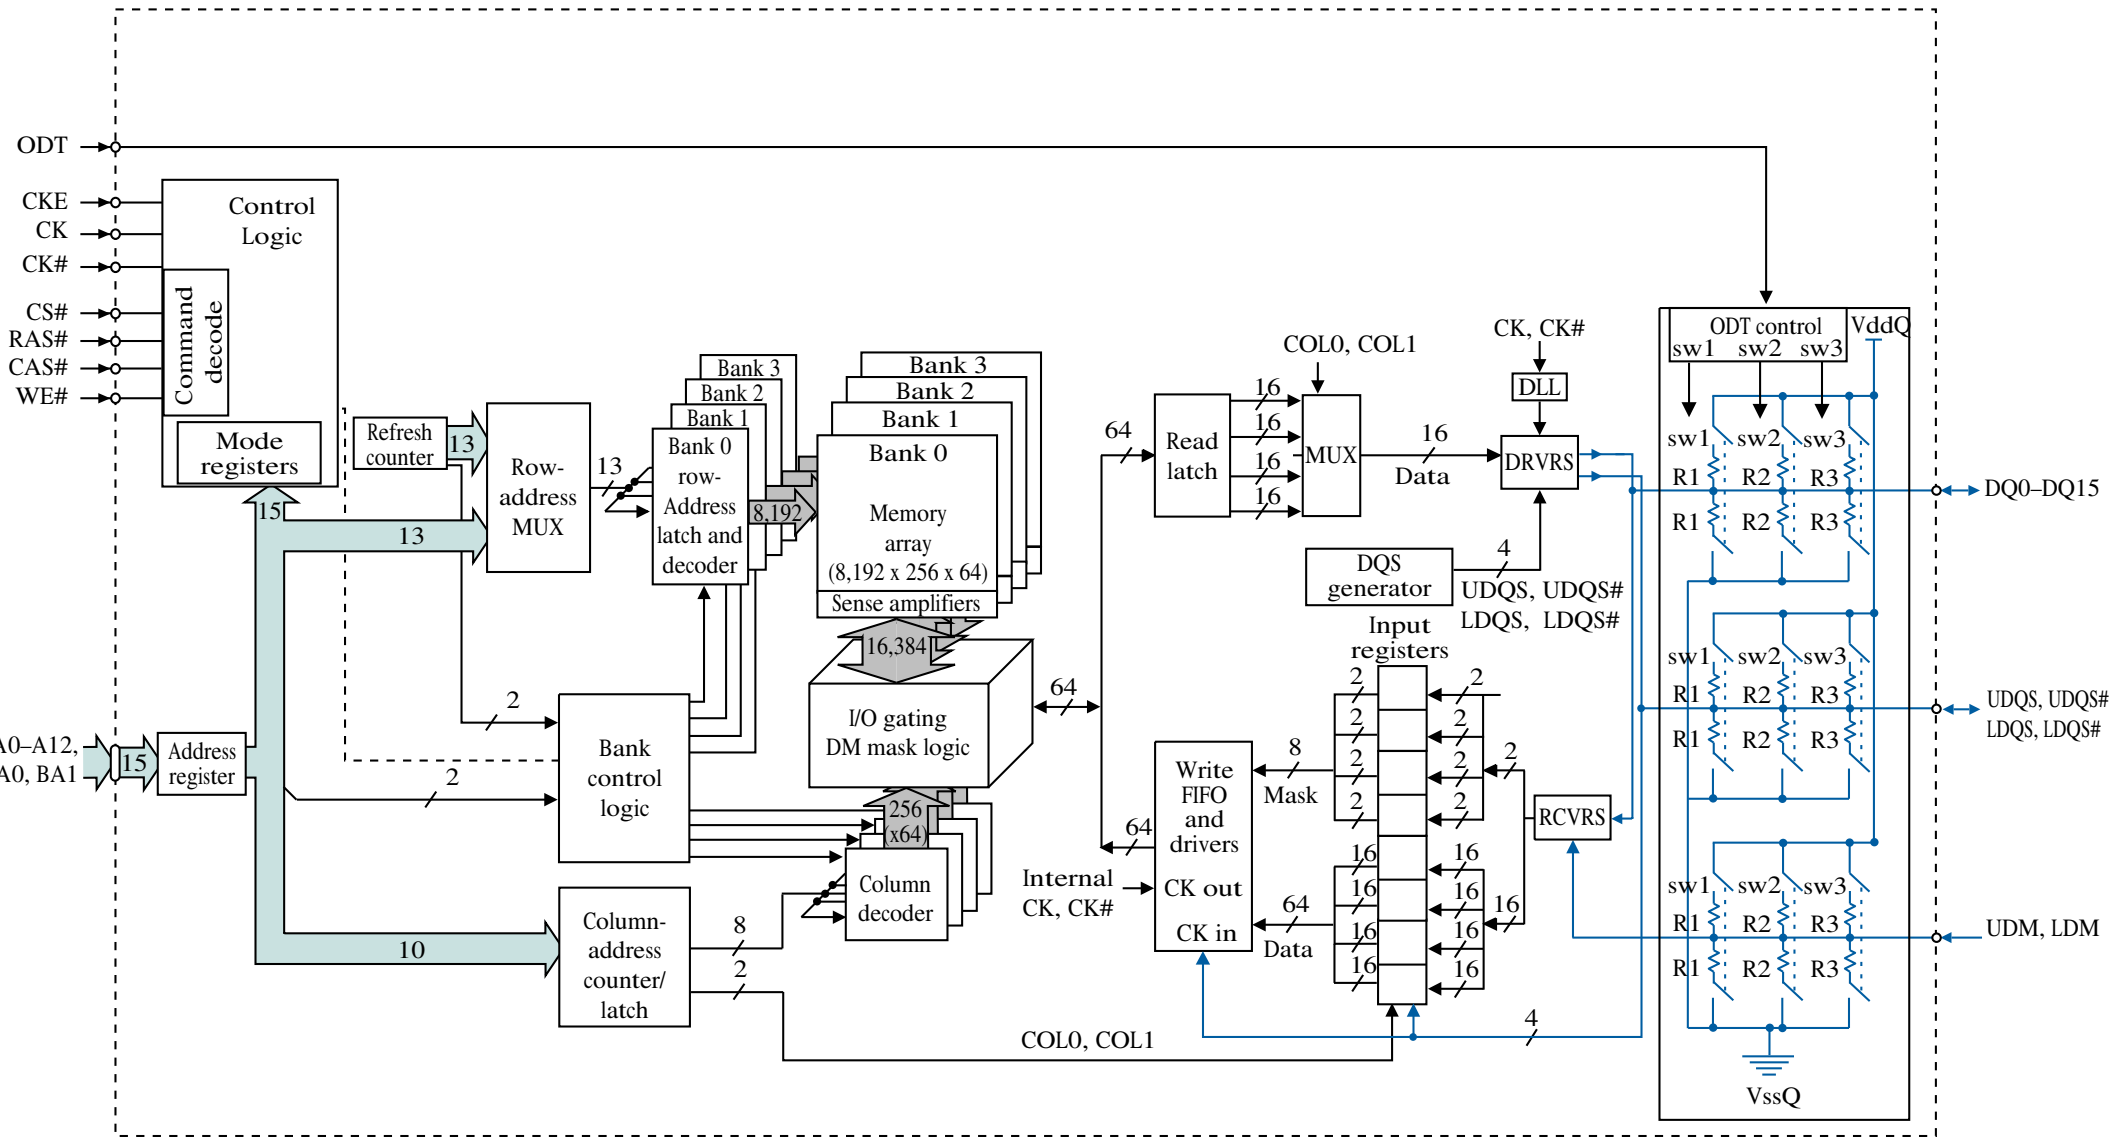 ODT
CKE
CK
CK#
CS#
RAS#
CAS#
WE#
Control
Logic
Command
decode
Mode
registers
15
Refresh
counter
13
13
Row-
address
MUX
13
Bank 3
Bank 2
Bank 1
Bank 0
row-
Address
latch and
decoder
8,192
Bank 3
Bank 2
Bank 1
Bank 0
Memory
array
(8,192 x 256 x 64)
Sense amplifiers
16,384
I/O gating
DM mask logic
64
256
(x64)
Column
decoder
A0–A12,
A0, BA1
15
Address
register
2
2
Bank
control
logic
10
Column-
address
counter/
latch
8
2
COL0, COL1
64
Read
latch
16
16
16
16
COL0, COL1
MUX
16
Data
CK, CK#
DLL
DRVRS
DQS
generator
4
UDQS, UDQS#
LDQS, LDQS#
Input
registers
2
2
2
2
2
2
2
2
2
8
Mask
64
Write
FIFO
and
drivers
CK out
CK in
Internal
CK, CK#
64
Data
16
16
16
16
16
16
16
16
16
RCVRS
4
ODT control
sw1 sw2 sw3
VddQ
sw1 sw2 sw3
R1 R2 R3
R1 R2 R3
sw1 sw2 sw3
R1 R2 R3
R1 R2 R3
sw1 sw2 sw3
R1 R2 R3
R1 R2 R3
VssQ
DQ0–DQ15
UDQS, UDQS#
LDQS, LDQS#
UDM, LDM